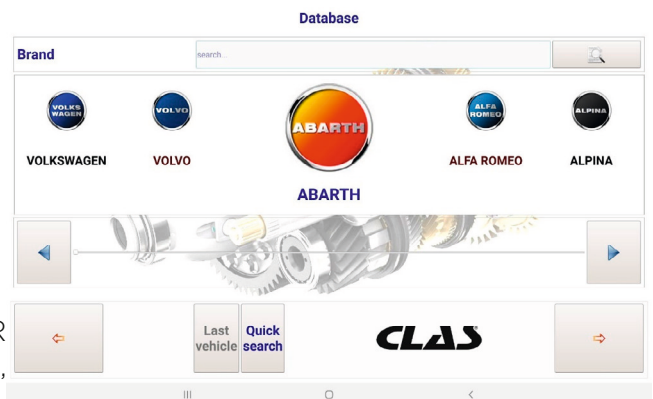 Database
Brand
search...
VOLKS
WAGEN
VOLVO
ABARTH
ALFA
ROMEO
ALPINA
VOLKSWAGEN
VOLVO
ALFA ROMEO
ALPINA
ABARTH
R
Last
vehicle
Quick
search
CLAS
,